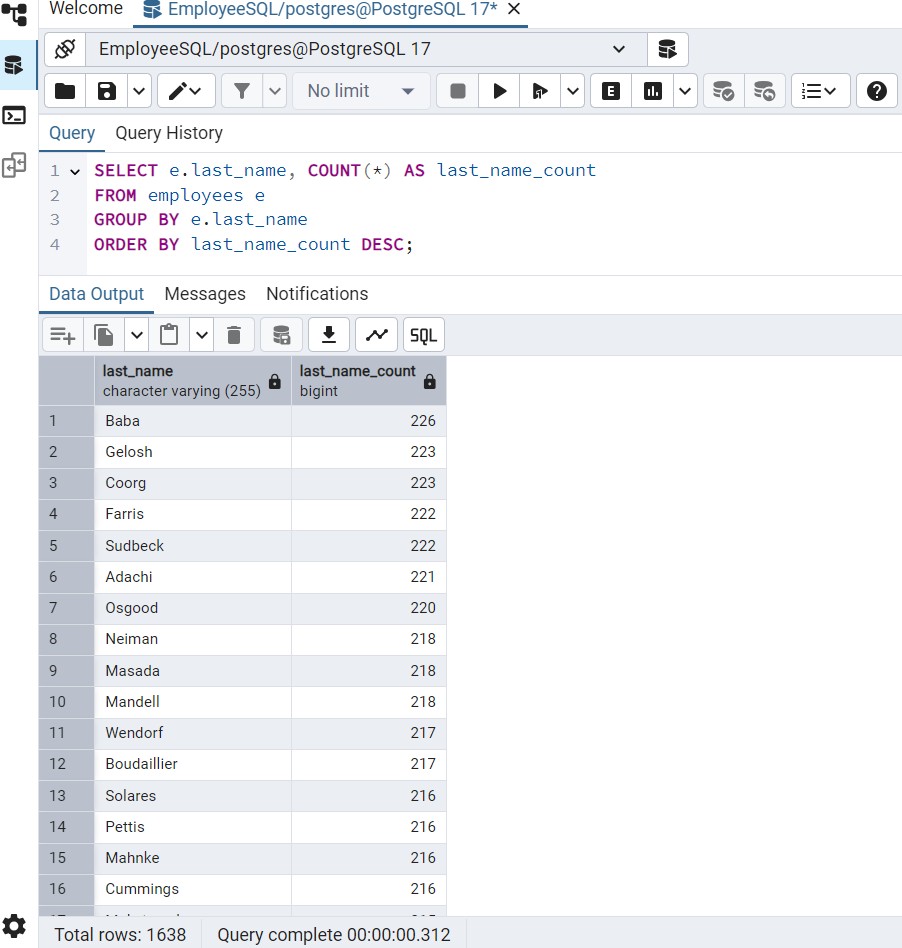 Welcome EmployeeSQL/postgres@PostgreSQL 17*
EmployeeSQL/postgres@PostgreSQL 17
No limit
E
Query Query History
1 SELECT e.last_name, COUNT(*) AS last_name_count
2 FROM employees e
3 GROUP BY e.last_name
4 ORDER BY last_name_count DESC;
Data Output Messages Notifications
SQL
last_name last_name_count
character varying (255) bigint
1 Baba 226
2 Gelosh 223
3 Coorg 223
4 Farris 222
5 Sudbeck 222
6 Adachi 221
7 Osgood 220
8 Neiman 218
9 Masada 218
10 Mandell 218
11 Wendorf 217
12 Boudaillier 217
13 Solares 216
14 Pettis 216
15 Mahnke 216
16 Cummings 216
Total rows: 1638 Query complete 00:00:00.312